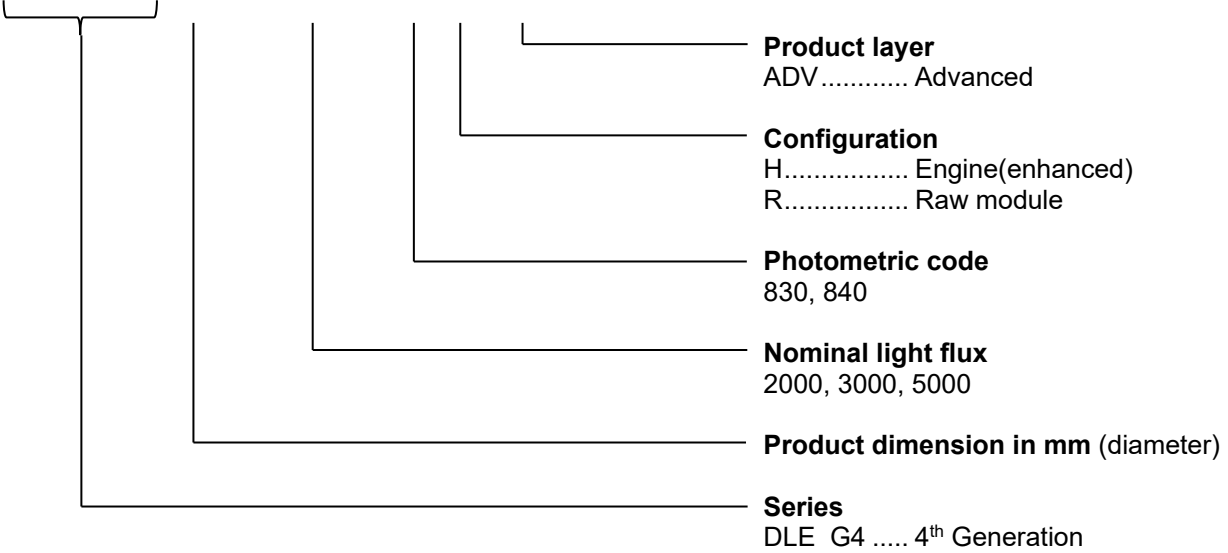 Product layer
ADV............ Advanced
Configuration
H................. Engine(enhanced)
R................. Raw module
Photometric code
830, 840
Nominal light flux
2000, 3000, 5000
Product dimension in mm (diameter)
Series
DLE G4 ..... 4th Generation